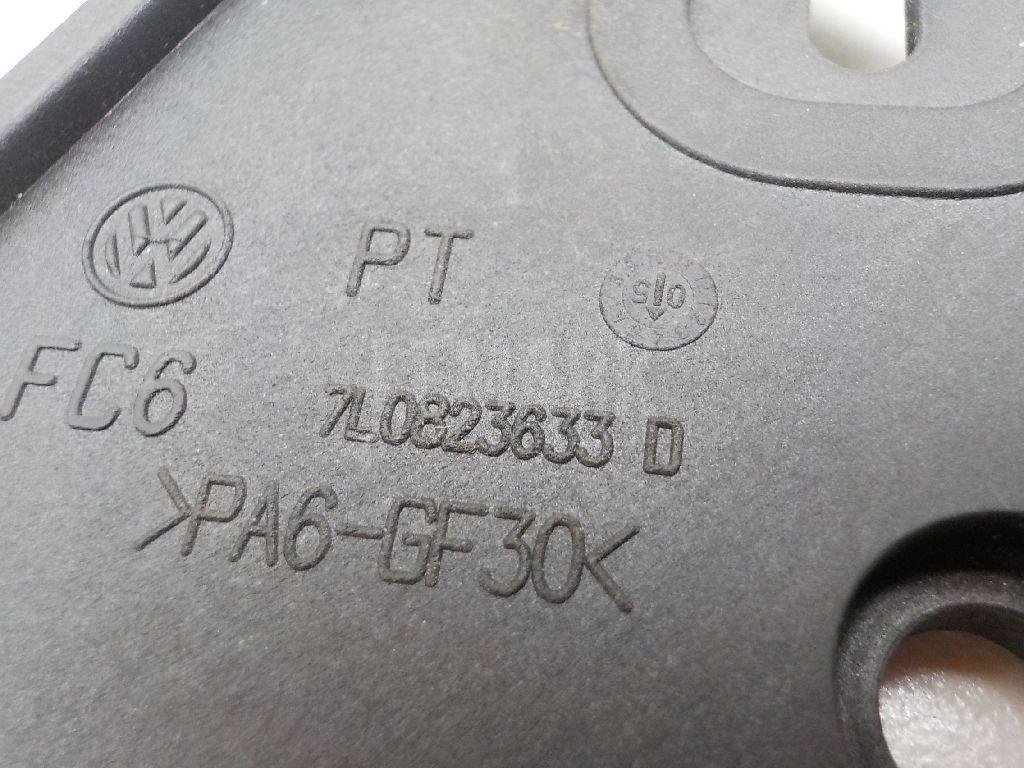 PT
FC6
7L0823633 D
>PA6-GF30<